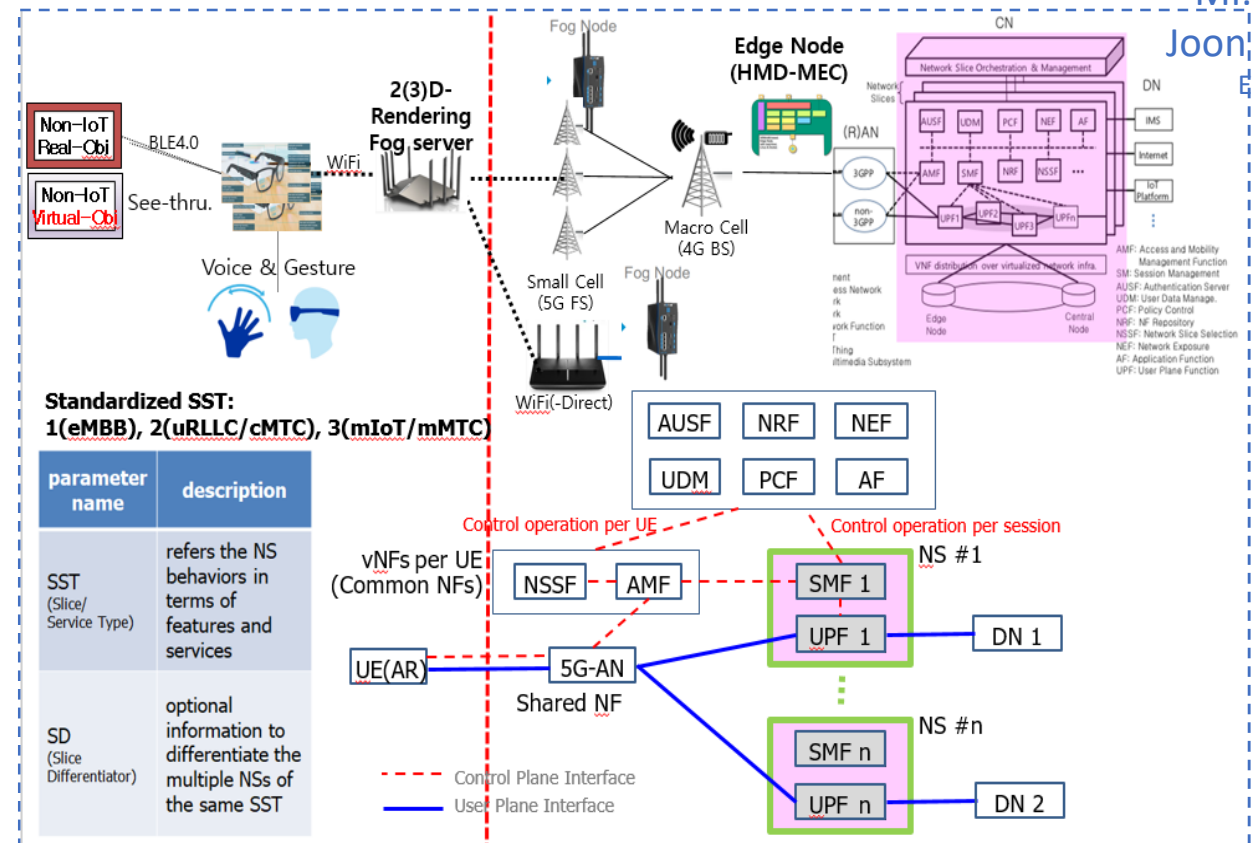 Joon
CN
Fog Node
Edge Node
(HMD-MEC)
Network Slice Orchestration & Management
DN
2(3)D-
Rendering
Fog server
Network
Slices
Non-IoT
Real-Obj
BLE4.0
WiFi
AUSF
UDM
PCF
NEF
AF
IMS
(R)AN
Internet
Non-IoT
Virtual-Obj
See-thru.
3GPP
AMF
SMF
NRF
NSSF
...
IoT
Platform
non-
3GPP
UPF1
UPF2
UPF3
UPFn
Macro Cell
(4G BS)
Voice & Gesture
VNF distribution over virtualized network infra.
AMF: Access and Mobility
Management Function
SM: Session Management
AUSF: Authentication Server
UDM: User Data Manage.
PCF: Policy Control
NRF: NF Repository
NSSF: Network Slice Selection
NEF: Network Exposure
AF: Application Function
UPF: User Plane Function
Small Cell
(5G FS)
Fog Node
ment
ess Network
rk
rk
work Function
T
Thing
ltimedia Subsystem
Edge
Node
Central
Node
WiFi(-Direct)
Standardized SST:
1(eMBB), 2(uRLLC/cMTC), 3(mIoT/mMTC)
AUSF
NRF
NEF
UDM
PCF
AF
parameter
name
description
SST
(Slice/
Service Type)
refers the NS
behaviors in
terms of
features and
services
SD
(Slice
Differentiator)
optional
information to
differentiate the
multiple NSs of
the same SST
Control operation per UE
Control operation per session
vNFs per UE
(Common NFs)
NSSF
AMF
NS #1
SMF 1
UPF 1
DN 1
UE(AR)
5G-AN
Shared NF
NS #n
SMF n
UPF n
DN 2
Control Plane Interface
User Plane Interface